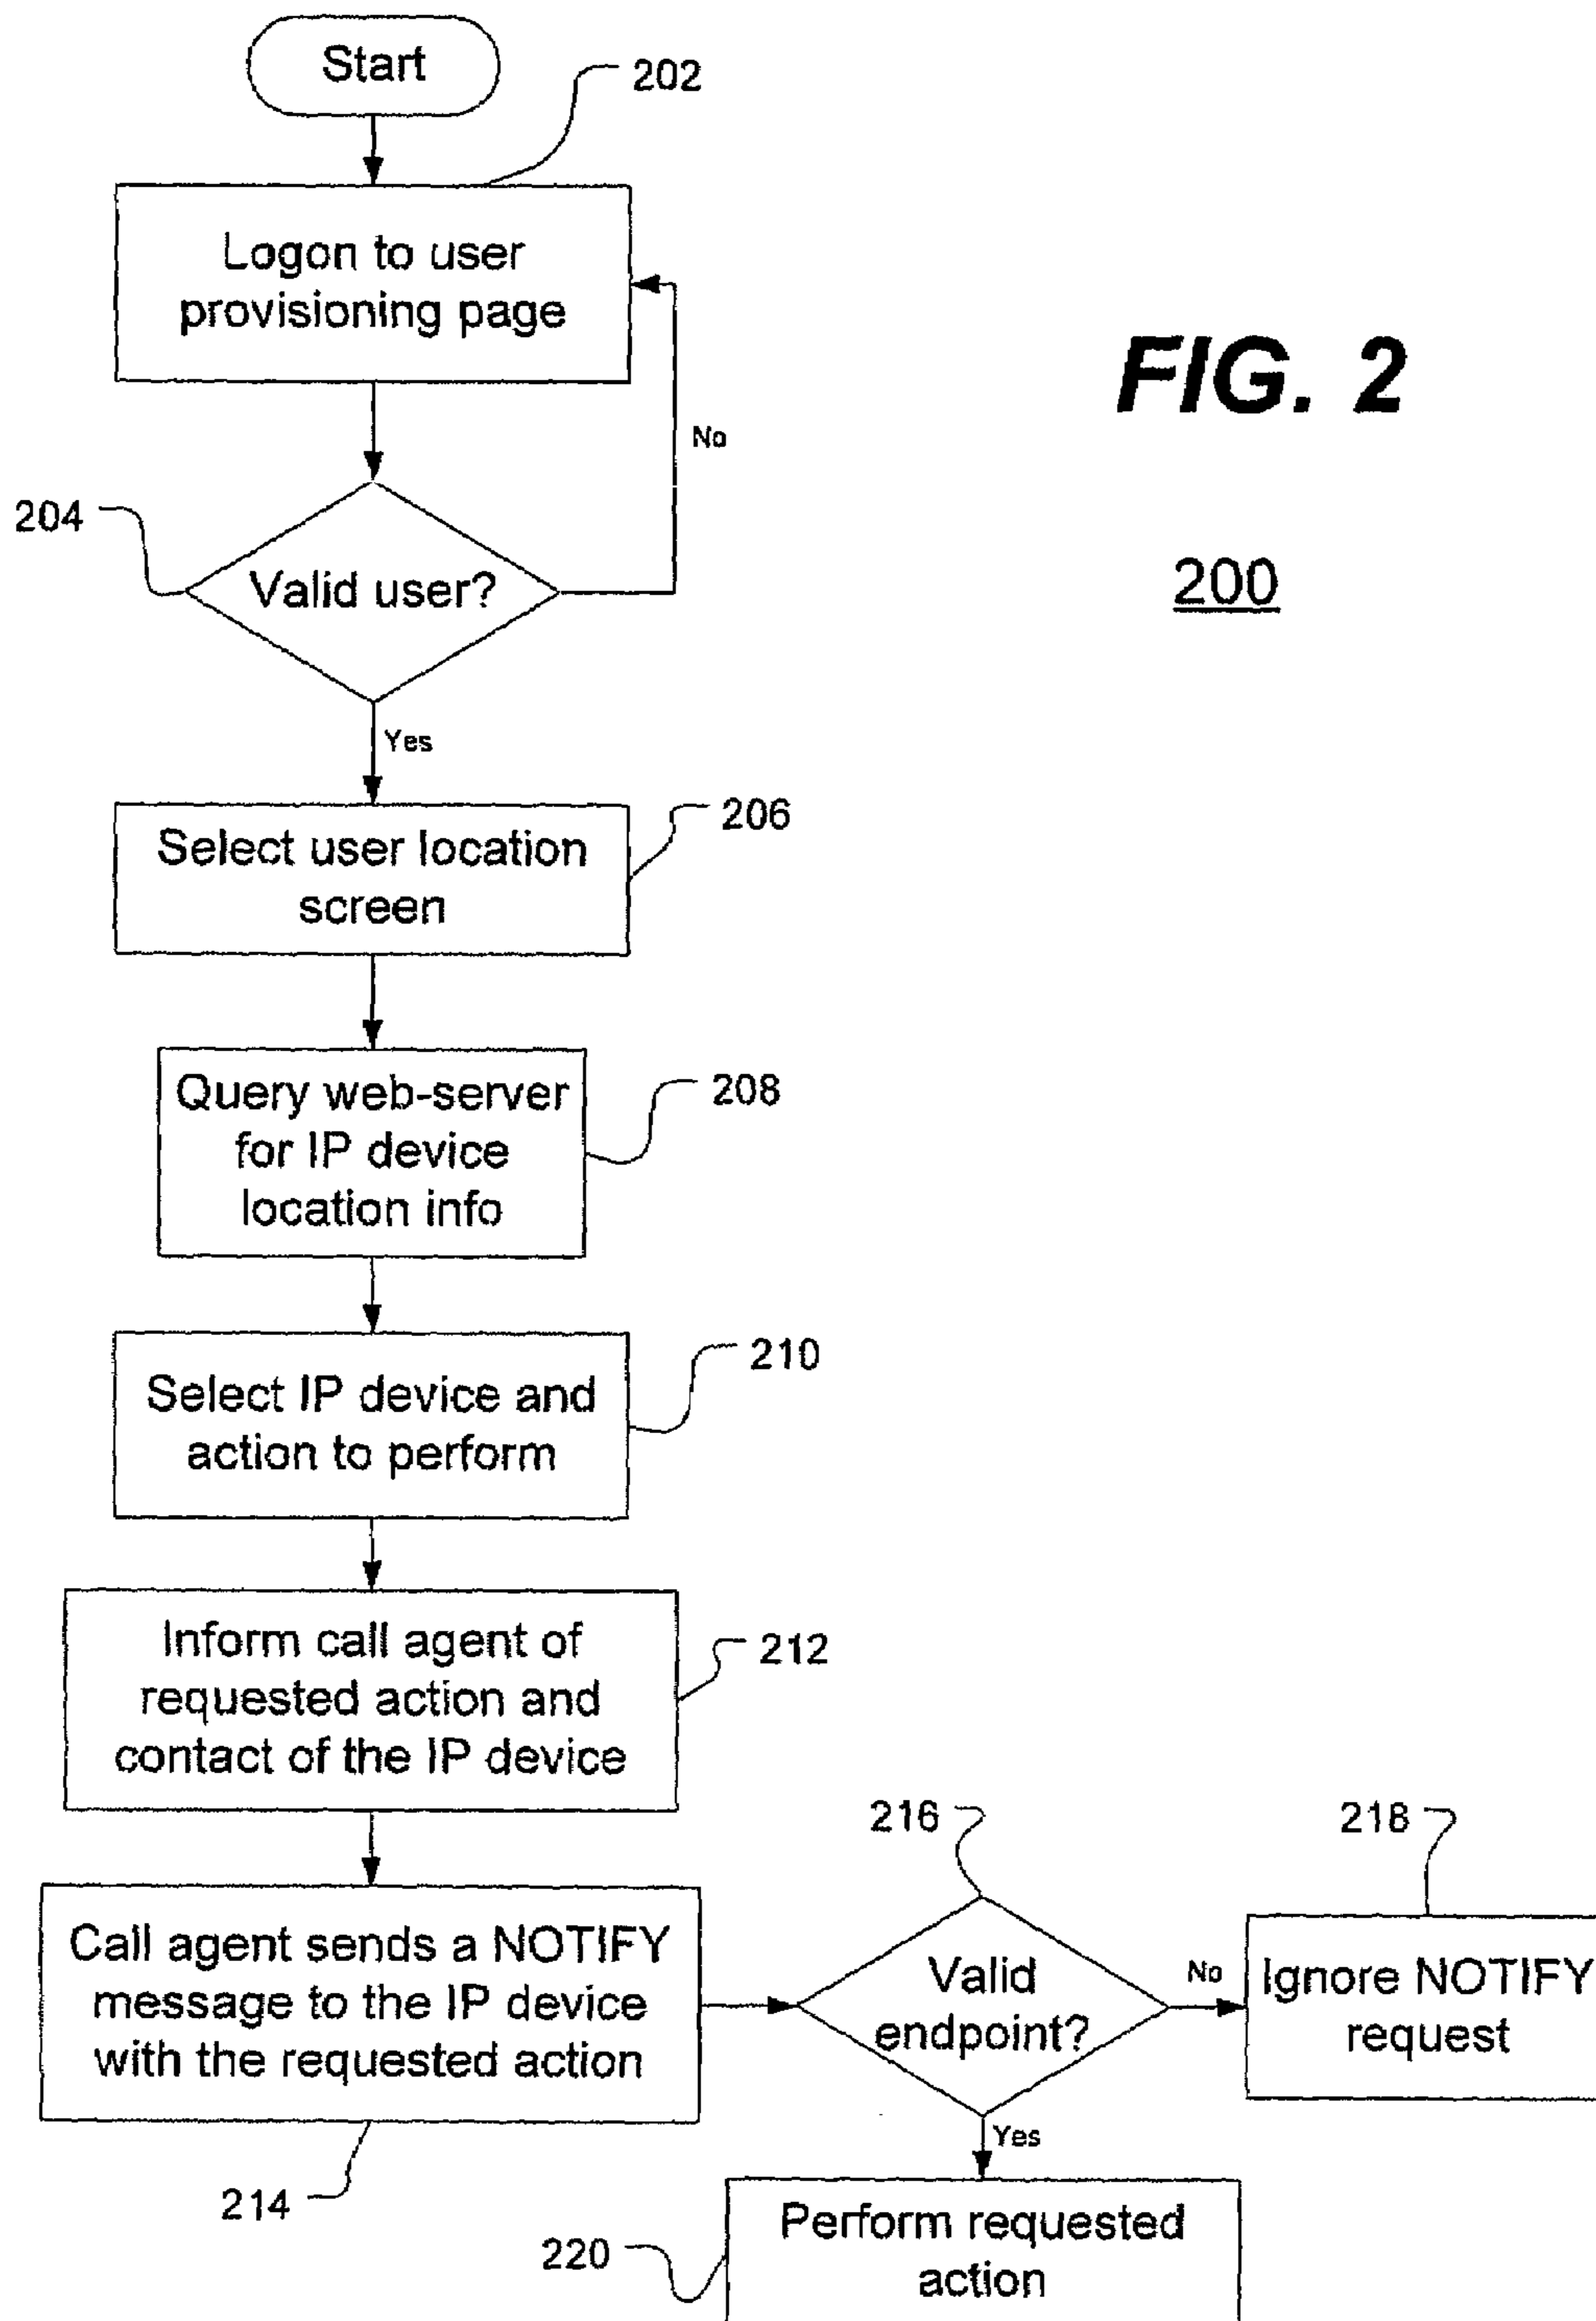 Start
202
Logon to user
provisioning page
FIG. 2
No
204
Valid user?
200
Yes
206
Select user location
screen
208
Query web-server
for IP device
location info
210
Select IP device and
action to perform
212
Inform call agent of
requested action and
contact of the IP device
216
218
Call agent sends a NOTIFY
message to the IP device
with the requested action
Valid
endpoint?
No
Ignore NOTIFY
request
Yes
214
220
Perform requested
action